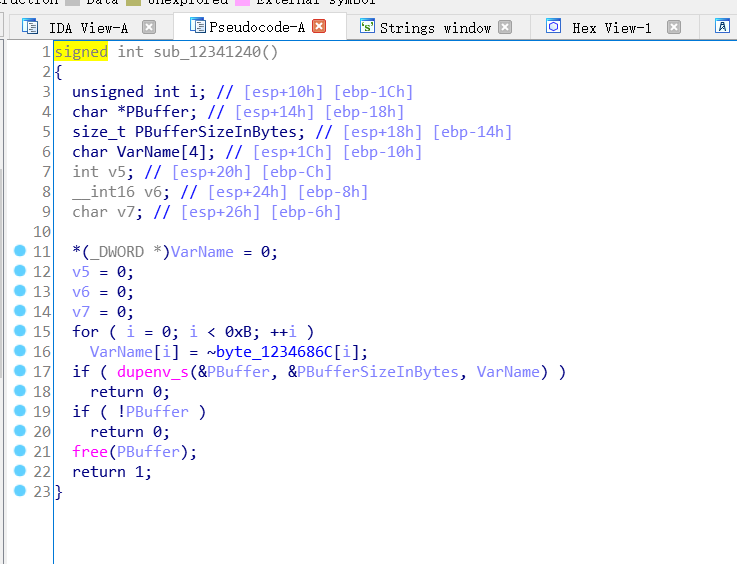 Data Unexplored External symbol
IDA View-A Pseudocode-A Strings window Hex View-1 A
1 signed int sub_12341240()
2 {
3 unsigned int i; // [esp+10h] [ebp-1Ch]
4 char *PBuffer; // [esp+14h] [ebp-18h]
5 size_t PBufferSizeInBytes; // [esp+18h] [ebp-14h]
6 char VarName[4]; // [esp+1Ch] [ebp-10h]
7 int v5; // [esp+20h] [ebp-Ch]
8 __int16 v6; // [esp+24h] [ebp-8h]
9 char v7; // [esp+26h] [ebp-6h]
10
11 *(_DWORD *)VarName = 0;
12 v5 = 0;
13 v6 = 0;
14 v7 = 0;
15 for ( i = 0; i < 0xB; ++i )
16 VarName[i] = ~byte_1234686C[i];
17 if ( dupenv_s(&PBuffer, &PBufferSizeInBytes, VarName) )
18 return 0;
19 if ( !PBuffer )
20 return 0;
21 free(PBuffer);
22 return 1;
23 }